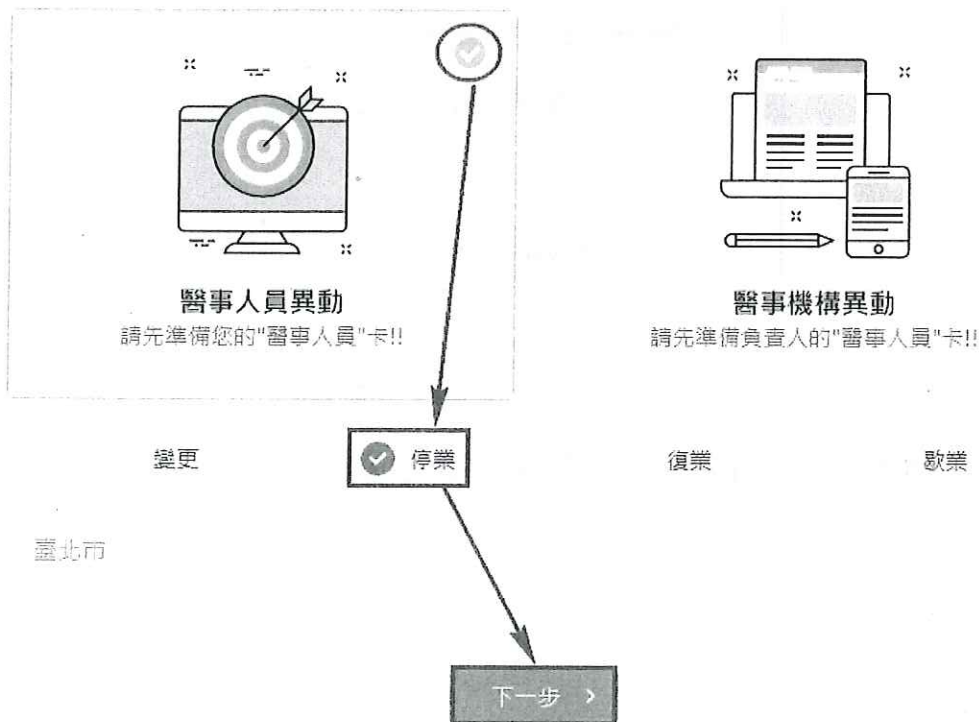 醫事人員異動
請先準備您的"醫事人員"卡!!
醫事機構異動
請先準備負責人的"醫事人員"卡!!
變更
停業
復業
歇業
臺北市
下一步 >